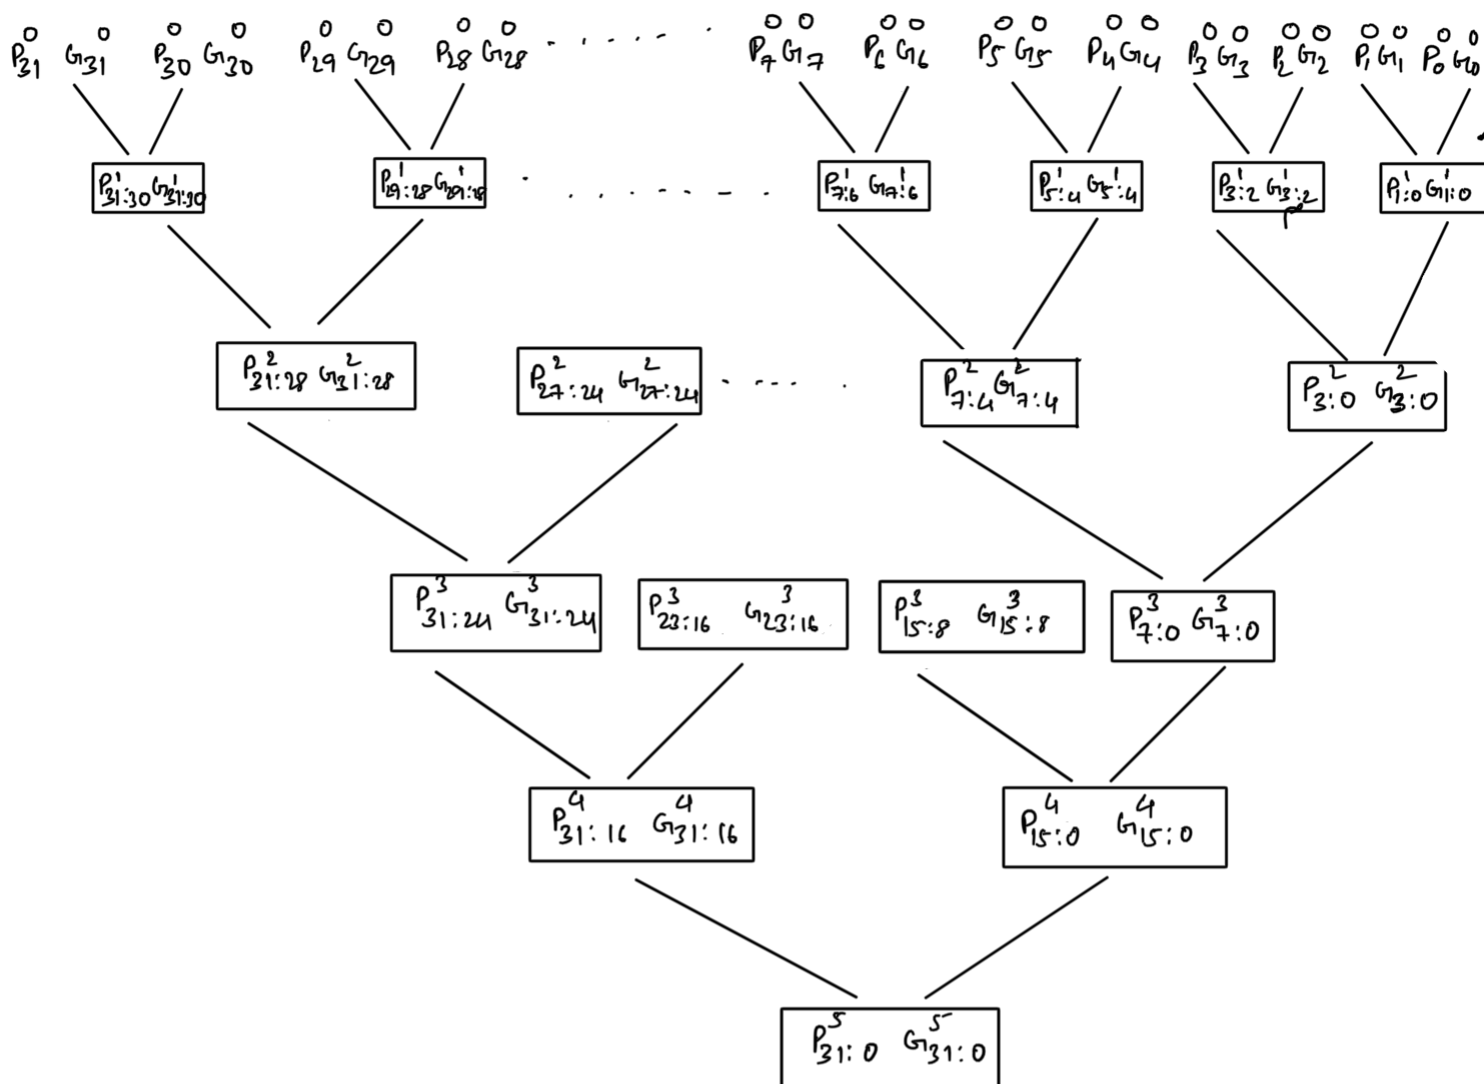 P⁰₃₁ G⁰₃₁ P⁰₃₀ G⁰₃₀ P⁰₂₉ G⁰₂₉ P⁰₂₈ G⁰₂₈ . . . . . . . P⁰₇ G⁰₇ P⁰₆ G⁰₆ P⁰₅ G⁰₅ P⁰₄ G⁰₄ P⁰₃ G⁰₃ P⁰₂ G⁰₂ P⁰₁ G⁰₁ P⁰₀ G⁰₀
P¹₃₁:₃₀ G¹₃₁:₃₀ P¹₂₉:₂₈ G¹₂₉:₂₈ . . . . . . . P¹₇:₆ G¹₇:₆ P¹₅:₄ G¹₅:₄ P¹₃:₂ G¹₃:₂ P¹₁:₀ G¹₁:₀
P²₃₁:₂₈ G²₃₁:₂₈ P²₂₇:₂₄ G²₂₇:₂₄ . . . . . P²₇:₄ G²₇:₄ P²₃:₀ G²₃:₀
P³₃₁:₂₄ G³₃₁:₂₄ P³₂₃:₁₆ G³₂₃:₁₆ P³₁₅:₈ G³₁₅:₈ P³₇:₀ G³₇:₀
P⁴₃₁:₁₆ G⁴₃₁:₁₆ P⁴₁₅:₀ G⁴₁₅:₀
P⁵₃₁:₀ G⁵₃₁:₀